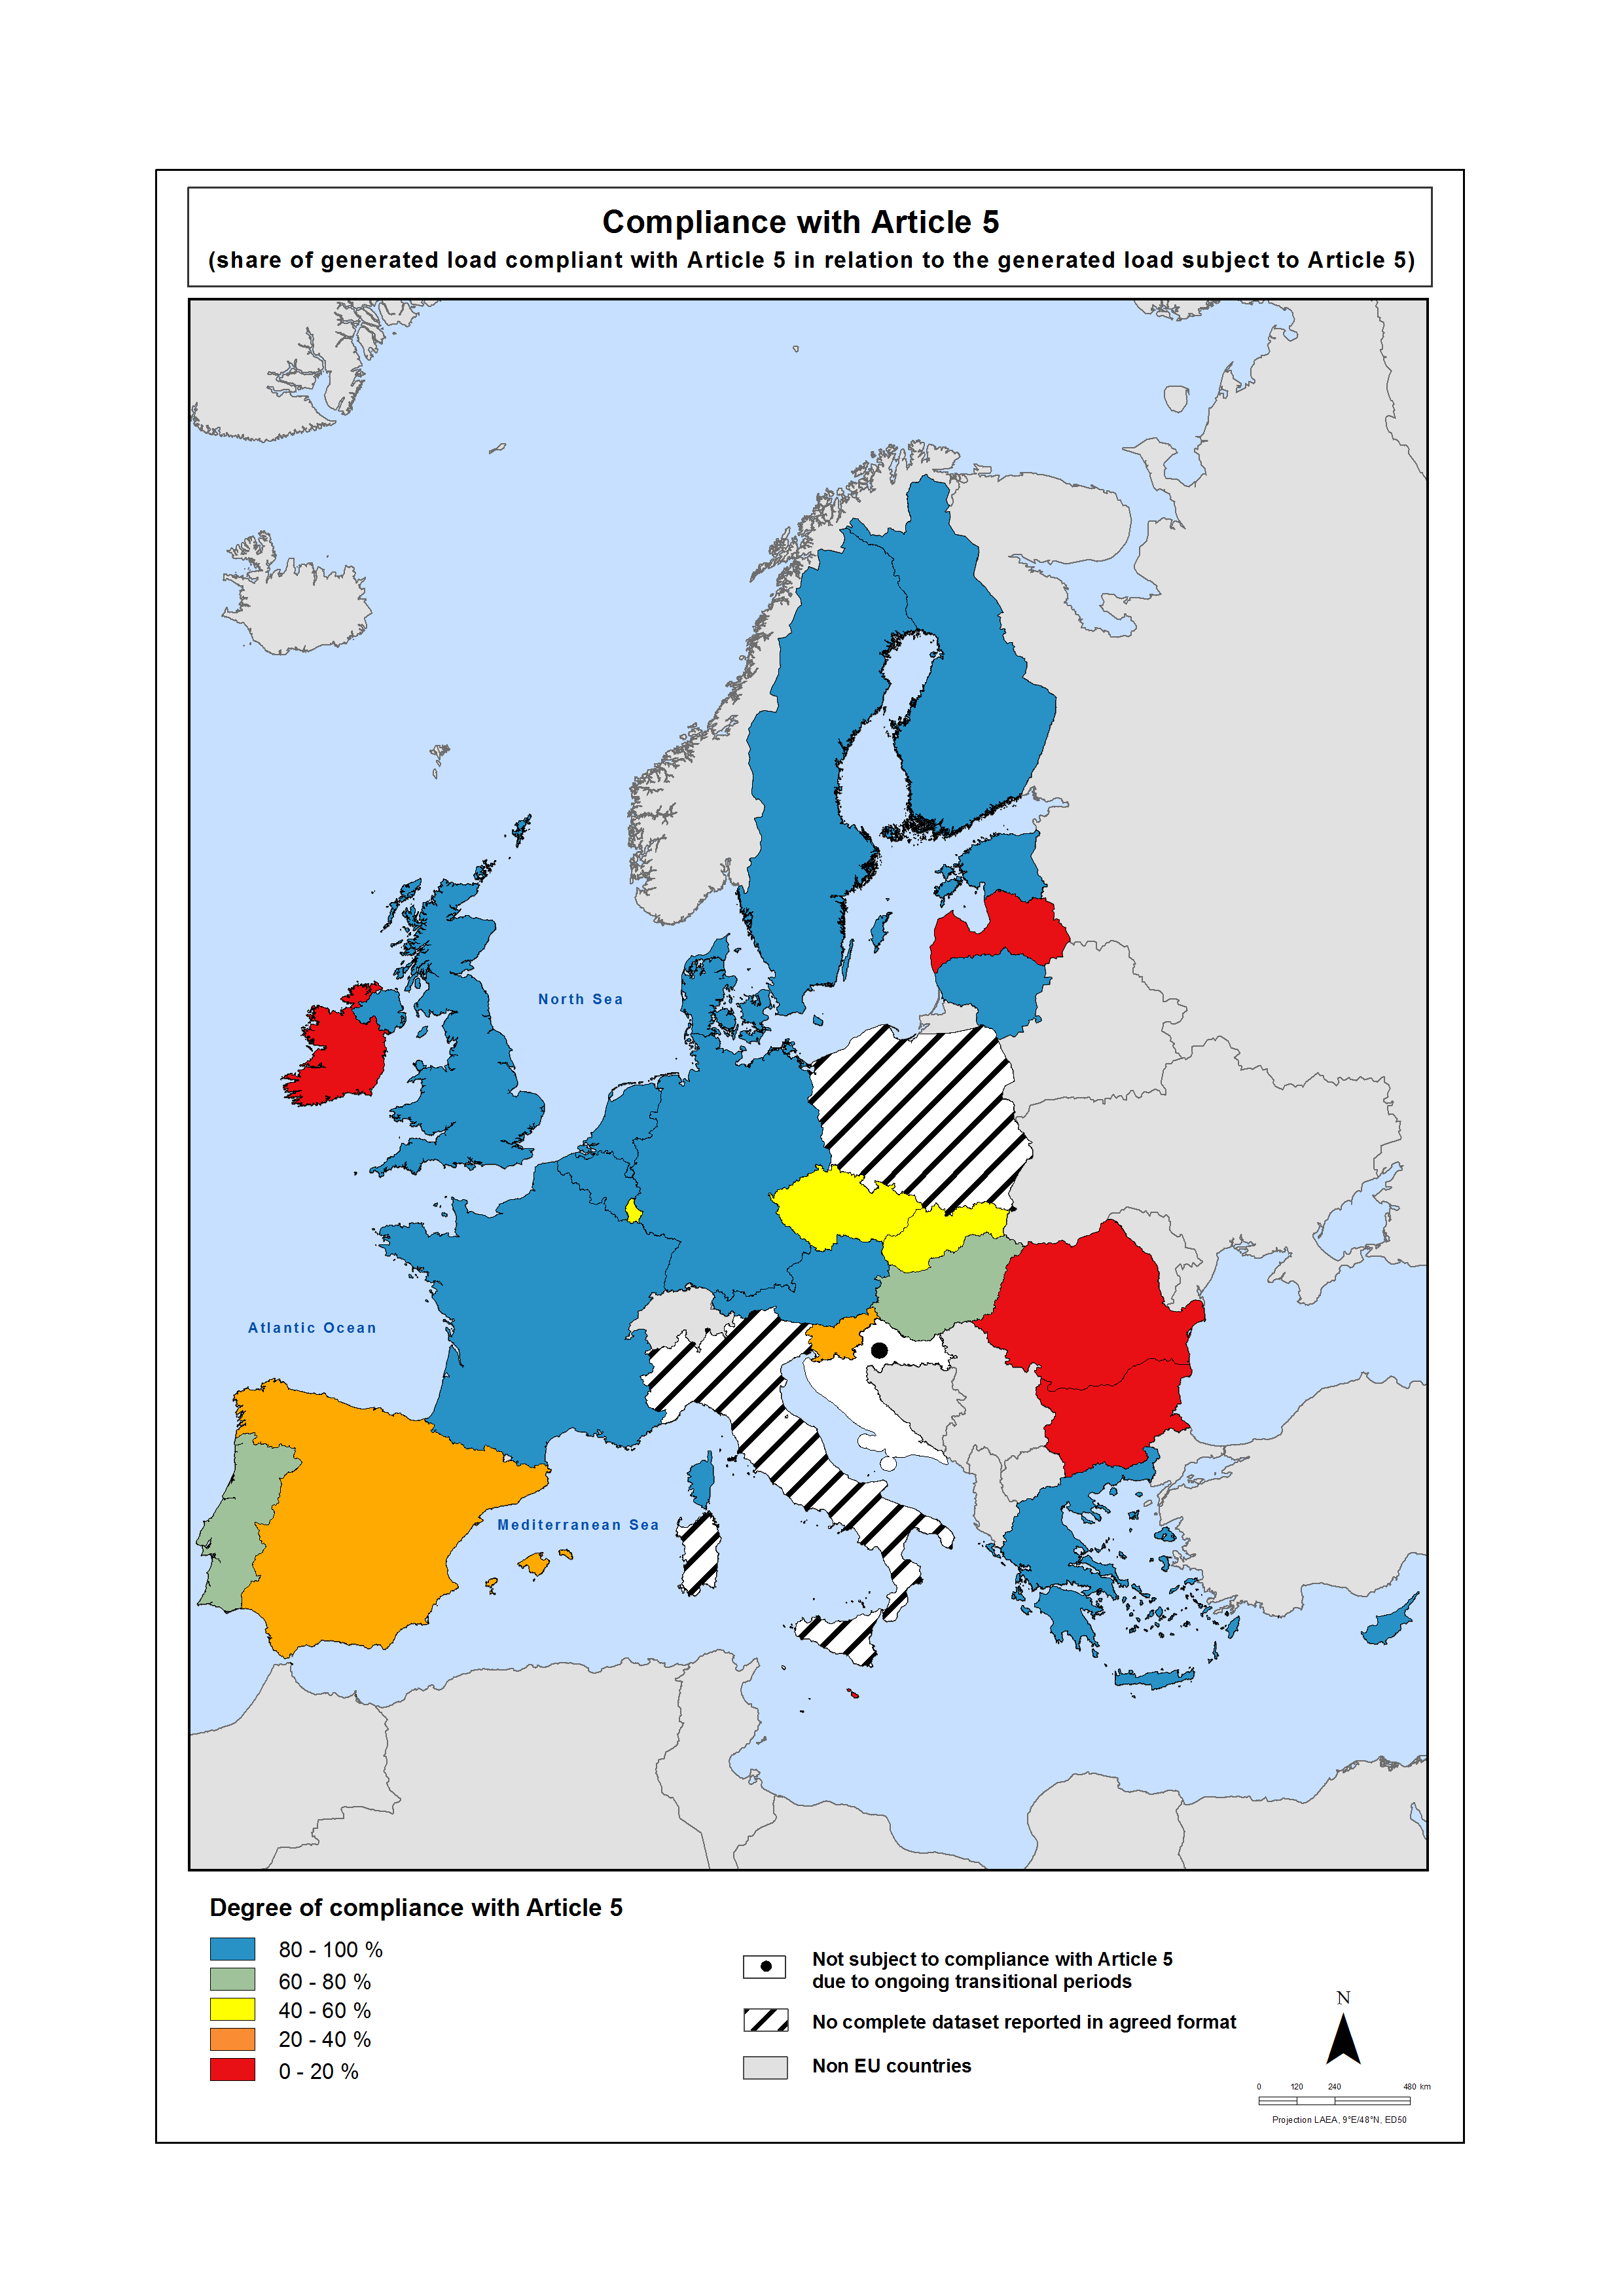 Compliance with Article 5
(share of generated load compliant with Article 5 in relation to the generated load subject to Article 5)
North Sea
Atlantic Ocean
Mediterranean Sea
Degree of compliance with Article 5
80 - 100 %
60 - 80 %
40 - 60 %
20 - 40 %
0 - 20 %
Not subject to compliance with Article 5
due to ongoing transitional periods
No complete dataset reported in agreed format
Non EU countries
N
0 120 240 480 km
Projection LAEA, 9°E/48°N, ED50